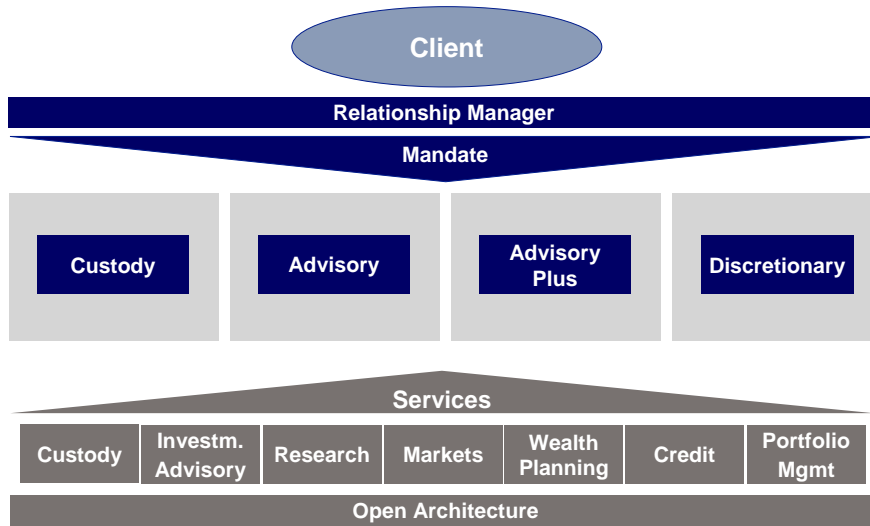 Client
Relationship Manager
Mandate
Custody
Advisory
Advisory
Plus
Discretionary
Services
Custody
Investm.
Advisory
Research
Markets
Wealth
Planning
Credit
Portfolio
Mgmt
Open Architecture